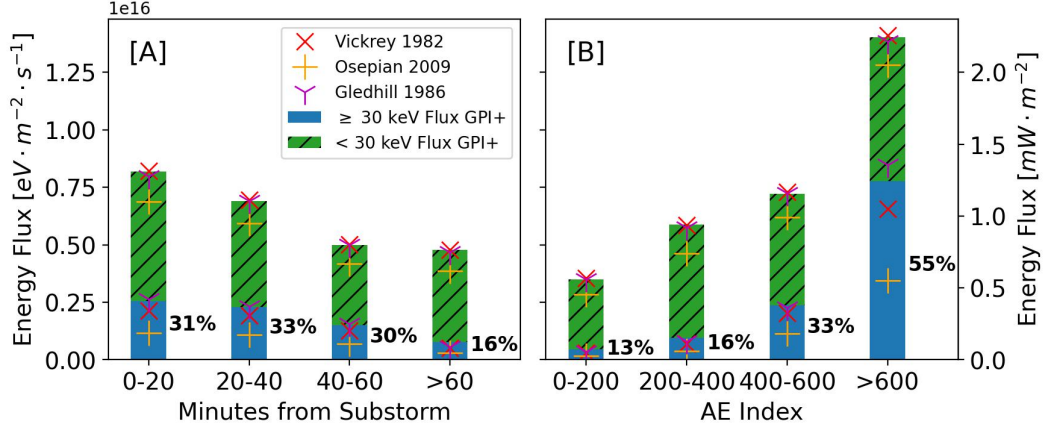 1e16
[A]
Vickrey 1982
Osepian 2009
Gledhill 1986
≥ 30 keV Flux GPI+
< 30 keV Flux GPI+
Energy Flux [eV · m⁻² · s⁻¹]
1.25
1.00
0.75
0.50
0.25
0.00
31%
33%
30%
16%
0-20
20-40
40-60
>60
Minutes from Substorm
[B]
13%
16%
33%
55%
0-200
200-400
400-600
>600
AE Index
2.0
1.5
1.0
0.5
0.0
Energy Flux [mW · m⁻²]